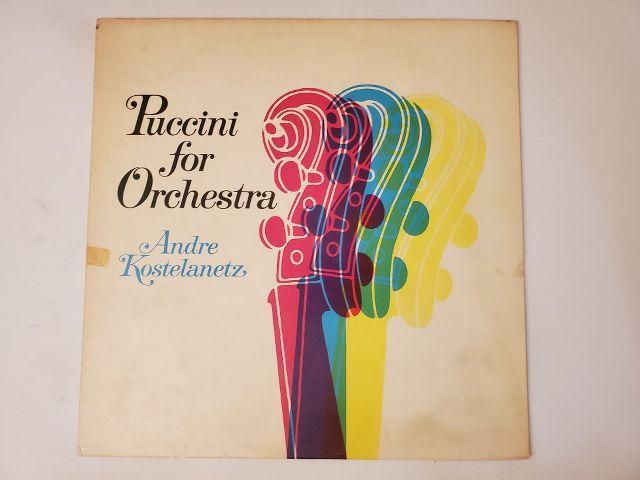 Puccini
for
Orchestra
Andre
Kostelanetz